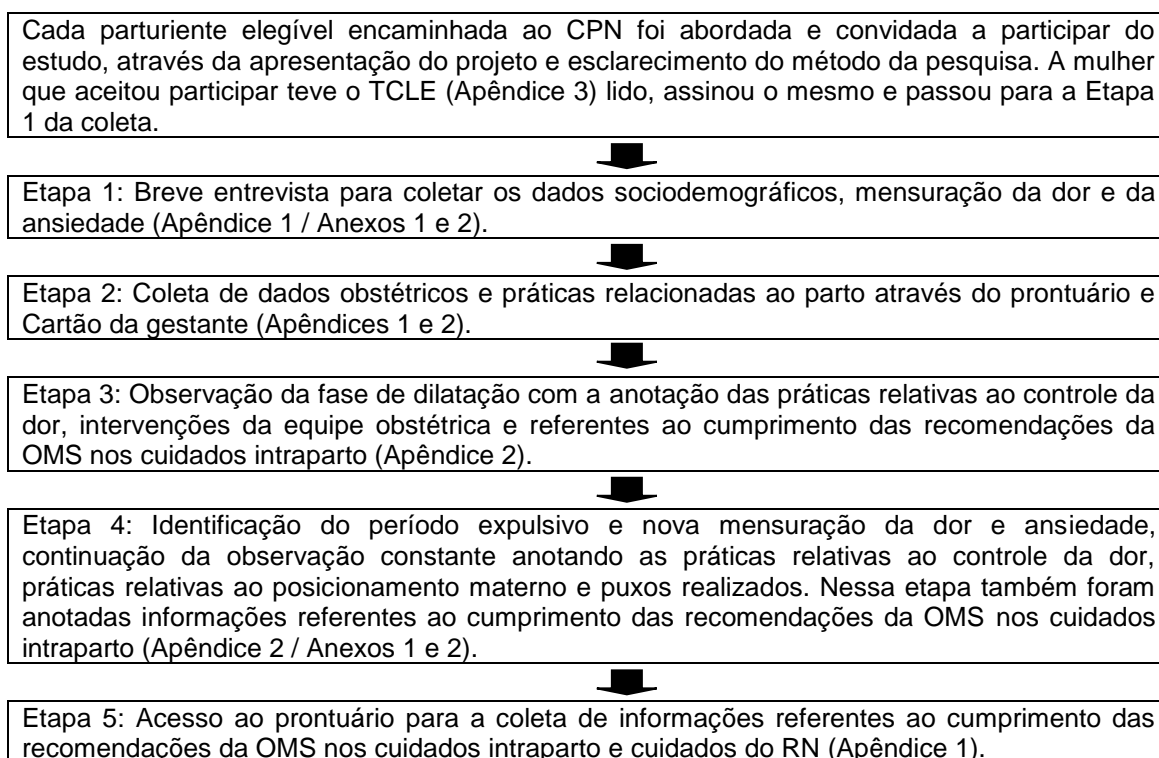 Cada parturiente elegível encaminhada ao CPN foi abordada e convidada a participar do
estudo, através da apresentação do projeto e esclarecimento do método da pesquisa. A mulher
que aceitou participar teve o TCLE (Apêndice 3) lido, assinou o mesmo e passou para a Etapa
1 da coleta.
Etapa 1: Breve entrevista para coletar os dados sociodemográficos, mensuração da dor e da
ansiedade (Apêndice 1 / Anexos 1 e 2).
Etapa 2: Coleta de dados obstétricos e práticas relacionadas ao parto através do prontuário e
Cartão da gestante (Apêndices 1 e 2).
Etapa 3: Observação da fase de dilatação com a anotação das práticas relativas ao controle da
dor, intervenções da equipe obstétrica e referentes ao cumprimento das recomendações da
OMS nos cuidados intraparto (Apêndice 2).
Etapa 4: Identificação do período expulsivo e nova mensuração da dor e ansiedade,
continuação da observação constante anotando as práticas relativas ao controle da dor,
práticas relativas ao posicionamento materno e puxos realizados. Nessa etapa também foram
anotadas informações referentes ao cumprimento das recomendações da OMS nos cuidados
intraparto (Apêndice 2 / Anexos 1 e 2).
Etapa 5: Acesso ao prontuário para a coleta de informações referentes ao cumprimento das
recomendações da OMS nos cuidados intraparto e cuidados do RN (Apêndice 1).